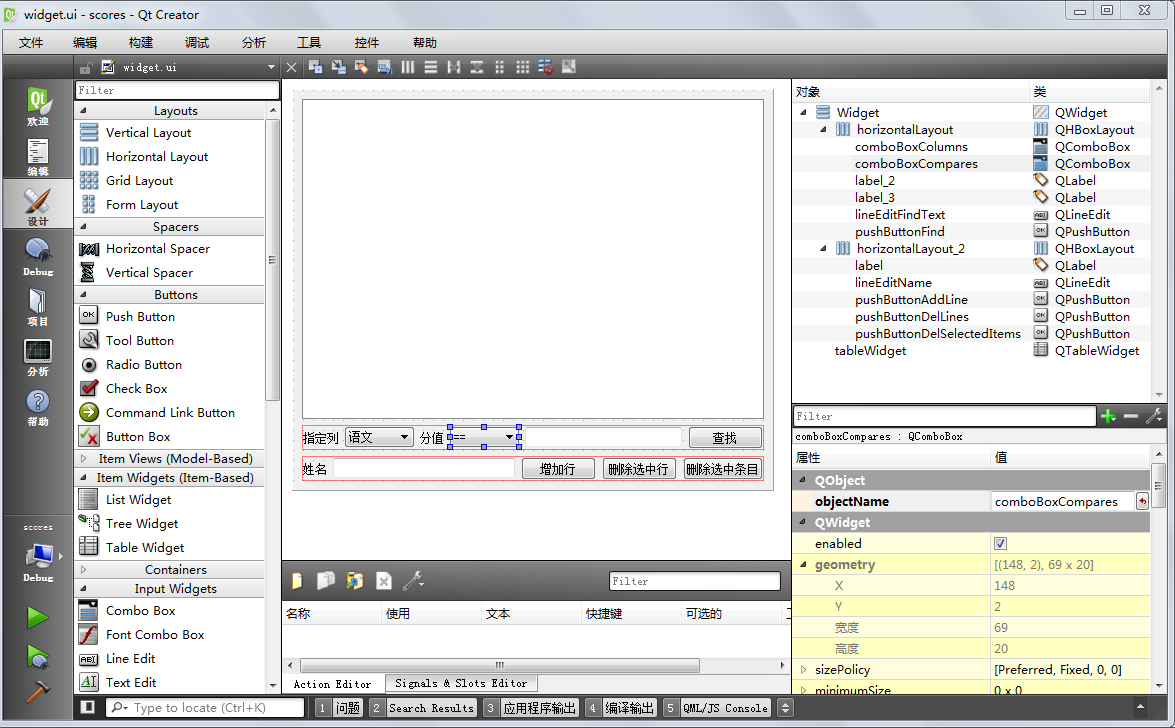 widget.ui - scores - Qt Creator
文件 编辑 构建 调试 分析 工具 控件 帮助
widget.ui
Qt
欢迎
编辑
设计
Debug
项目
分析
帮助
scores
Debug
Filter
Layouts
Vertical Layout
Horizontal Layout
Grid Layout
Form Layout
Spacers
Horizontal Spacer
Vertical Spacer
Buttons
OK Push Button
Tool Button
Radio Button
Check Box
Command Link Button
Button Box
Item Views (Model-Based)
Item Widgets (Item-Based)
List Widget
Tree Widget
Table Widget
Containers
Input Widgets
Combo Box
Font Combo Box
Line Edit
Text Edit
指定列 语文 分值 == 查找
姓名 增加行 删除选中行 删除选中条目
Filter
名称 使用 文本 快捷键 可选的
Action Editor Signals & Slots Editor
对象 类
Widget QWidget
horizontalLayout QHBoxLayout
comboBoxColumns QComboBox
comboBoxCompares QComboBox
label_2 QLabel
label_3 QLabel
lineEditFindText QLineEdit
pushButtonFind QPushButton
horizontalLayout_2 QHBoxLayout
label QLabel
lineEditName QLineEdit
pushButtonAddLine QPushButton
pushButtonDelLines QPushButton
pushButtonDelSelectedItems QPushButton
tableWidget QTableWidget
Filter
comboBoxCompares : QComboBox
属性 值
QObject
objectName comboBoxCompares
QWidget
enabled
geometry [(148, 2), 69 x 20]
X 148
Y 2
宽度 69
高度 20
sizePolicy [Preferred, Fixed, 0, 0]
minimumSize 0 x 0
Type to locate (Ctrl+K) 1 问题 2 Search Results 3 应用程序输出 4 编译输出 5 QML/JS Console